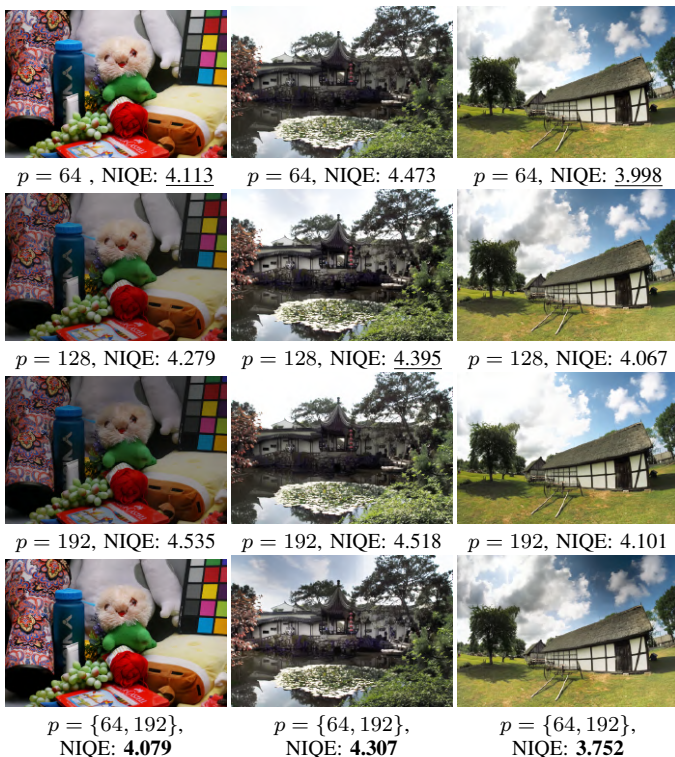 p = 64 , NIQE: 4.113
p = 64, NIQE: 4.473
p = 64, NIQE: 3.998
p = 128, NIQE: 4.279
p = 128, NIQE: 4.395
p = 128, NIQE: 4.067
p = 192, NIQE: 4.535
p = 192, NIQE: 4.518
p = 192, NIQE: 4.101
p = {64, 192},
NIQE: 4.079
p = {64, 192},
NIQE: 4.307
p = {64, 192},
NIQE: 3.752